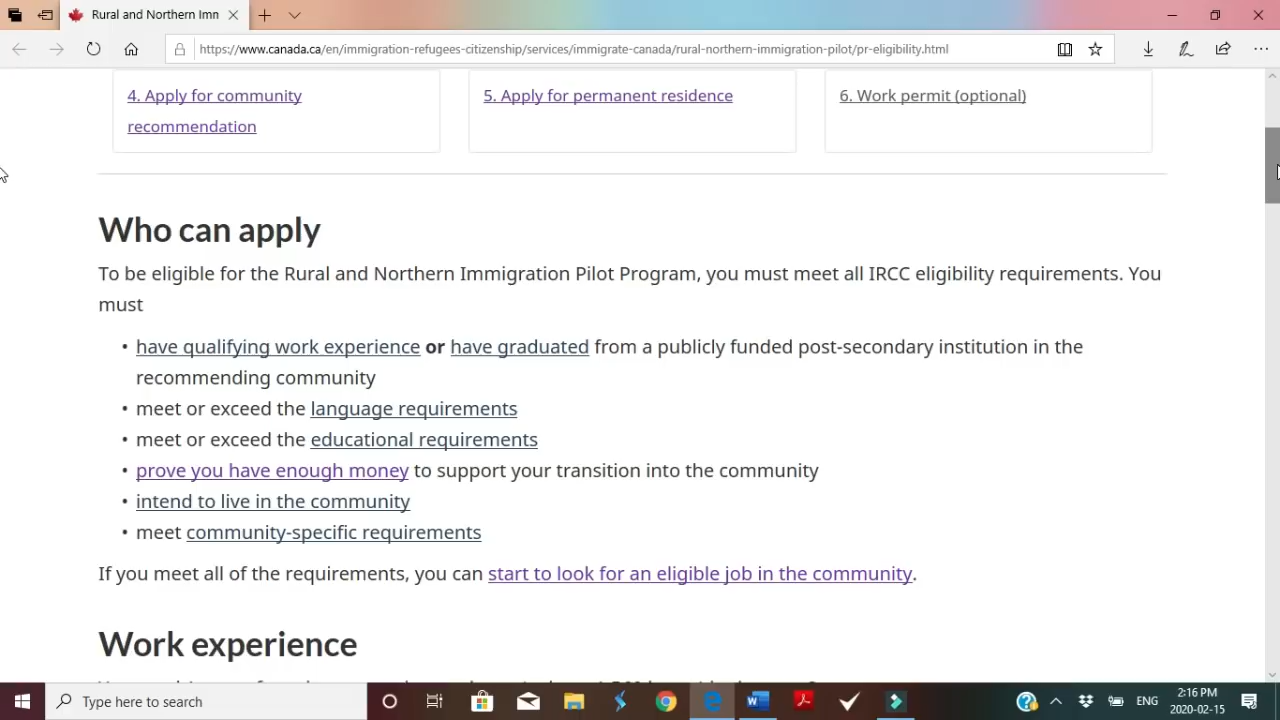 Rural and Northern Imn
https://www.canada.ca/en/immigration-refugees-citizenship/services/immigrate-canada/rural-northern-immigration-pilot/pr-eligibility.html
4. Apply for community
recommendation
5. Apply for permanent residence
6. Work permit (optional)
Who can apply
To be eligible for the Rural and Northern Immigration Pilot Program, you must meet all IRCC eligibility requirements. You
must
• have qualifying work experience or have graduated from a publicly funded post-secondary institution in the
recommending community
• meet or exceed the language requirements
• meet or exceed the educational requirements
• prove you have enough money to support your transition into the community
• intend to live in the community
• meet community-specific requirements
If you meet all of the requirements, you can start to look for an eligible job in the community.
Work experience
Type here to search
ENG
2:16 PM
2020-02-15